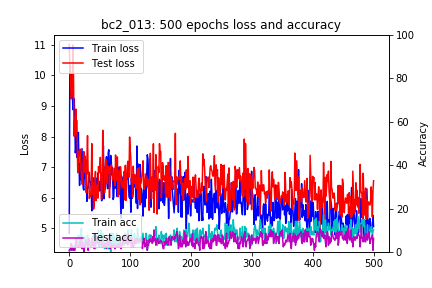 bc2_013: 500 epochs loss and accuracy
Train loss
Test loss
Train acc
Test acc
Loss
Accuracy
11
10
9
8
7
6
5
100
80
60
40
20
0
0
100
200
300
400
500